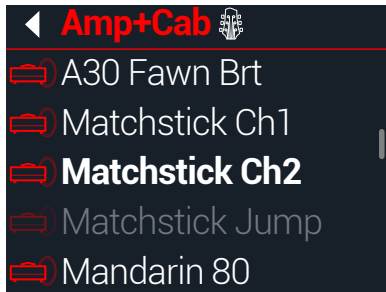 Amp+Cab
A30 Fawn Brt
Matchstick Ch1
Matchstick Ch2
Matchstick Jump
Mandarin 80